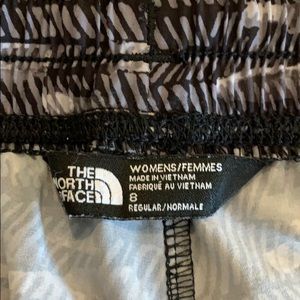 THE
NORTH
FACE
WOMENS/FEMMES
MADE IN VIETNAM
FABRIQUÉ AU VIETNAM
8
REGULAR/NORMALE